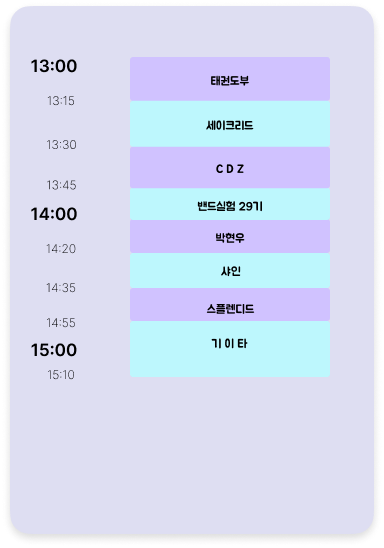 13:00
태권도부
13:15
세이크리드
13:30
C D Z
13:45
밴드실험 29기
14:00
박현우
14:20
샤인
14:35
스플렌디드
14:55
기 이 타
15:00
15:10